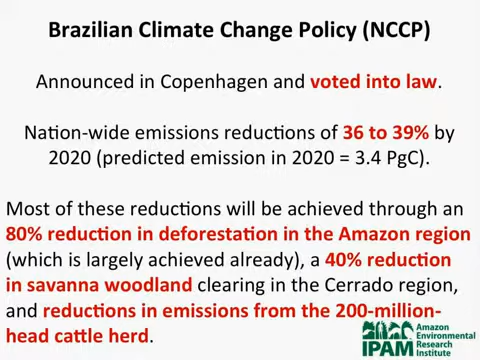 Brazilian Climate Change Policy (NCCP)
Announced in Copenhagen and voted into law.
Nation-wide emissions reductions of 36 to 39% by
2020 (predicted emission in 2020 = 3.4 PgC).
Most of these reductions will be achieved through an
80% reduction in deforestation in the Amazon region
(which is largely achieved already), a 40% reduction
in savanna woodland clearing in the Cerrado region,
and reductions in emissions from the 200-million-
head cattle herd.
IPAM
Amazon
Environmental
Research
Institute